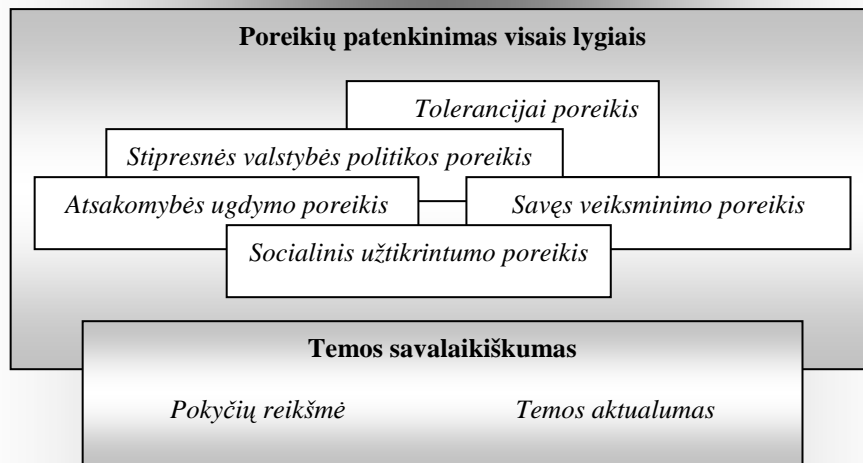 Poreikių patenkinimas visais lygiais
Tolerancijai poreikis
Stipresnės valstybės politikos poreikis
Atsakomybės ugdymo poreikis
Savęs veiksminimo poreikis
Socialinis užtikrintumo poreikis
Temos savalaikiškumas
Pokyčių reikšmė
Temos aktualumas